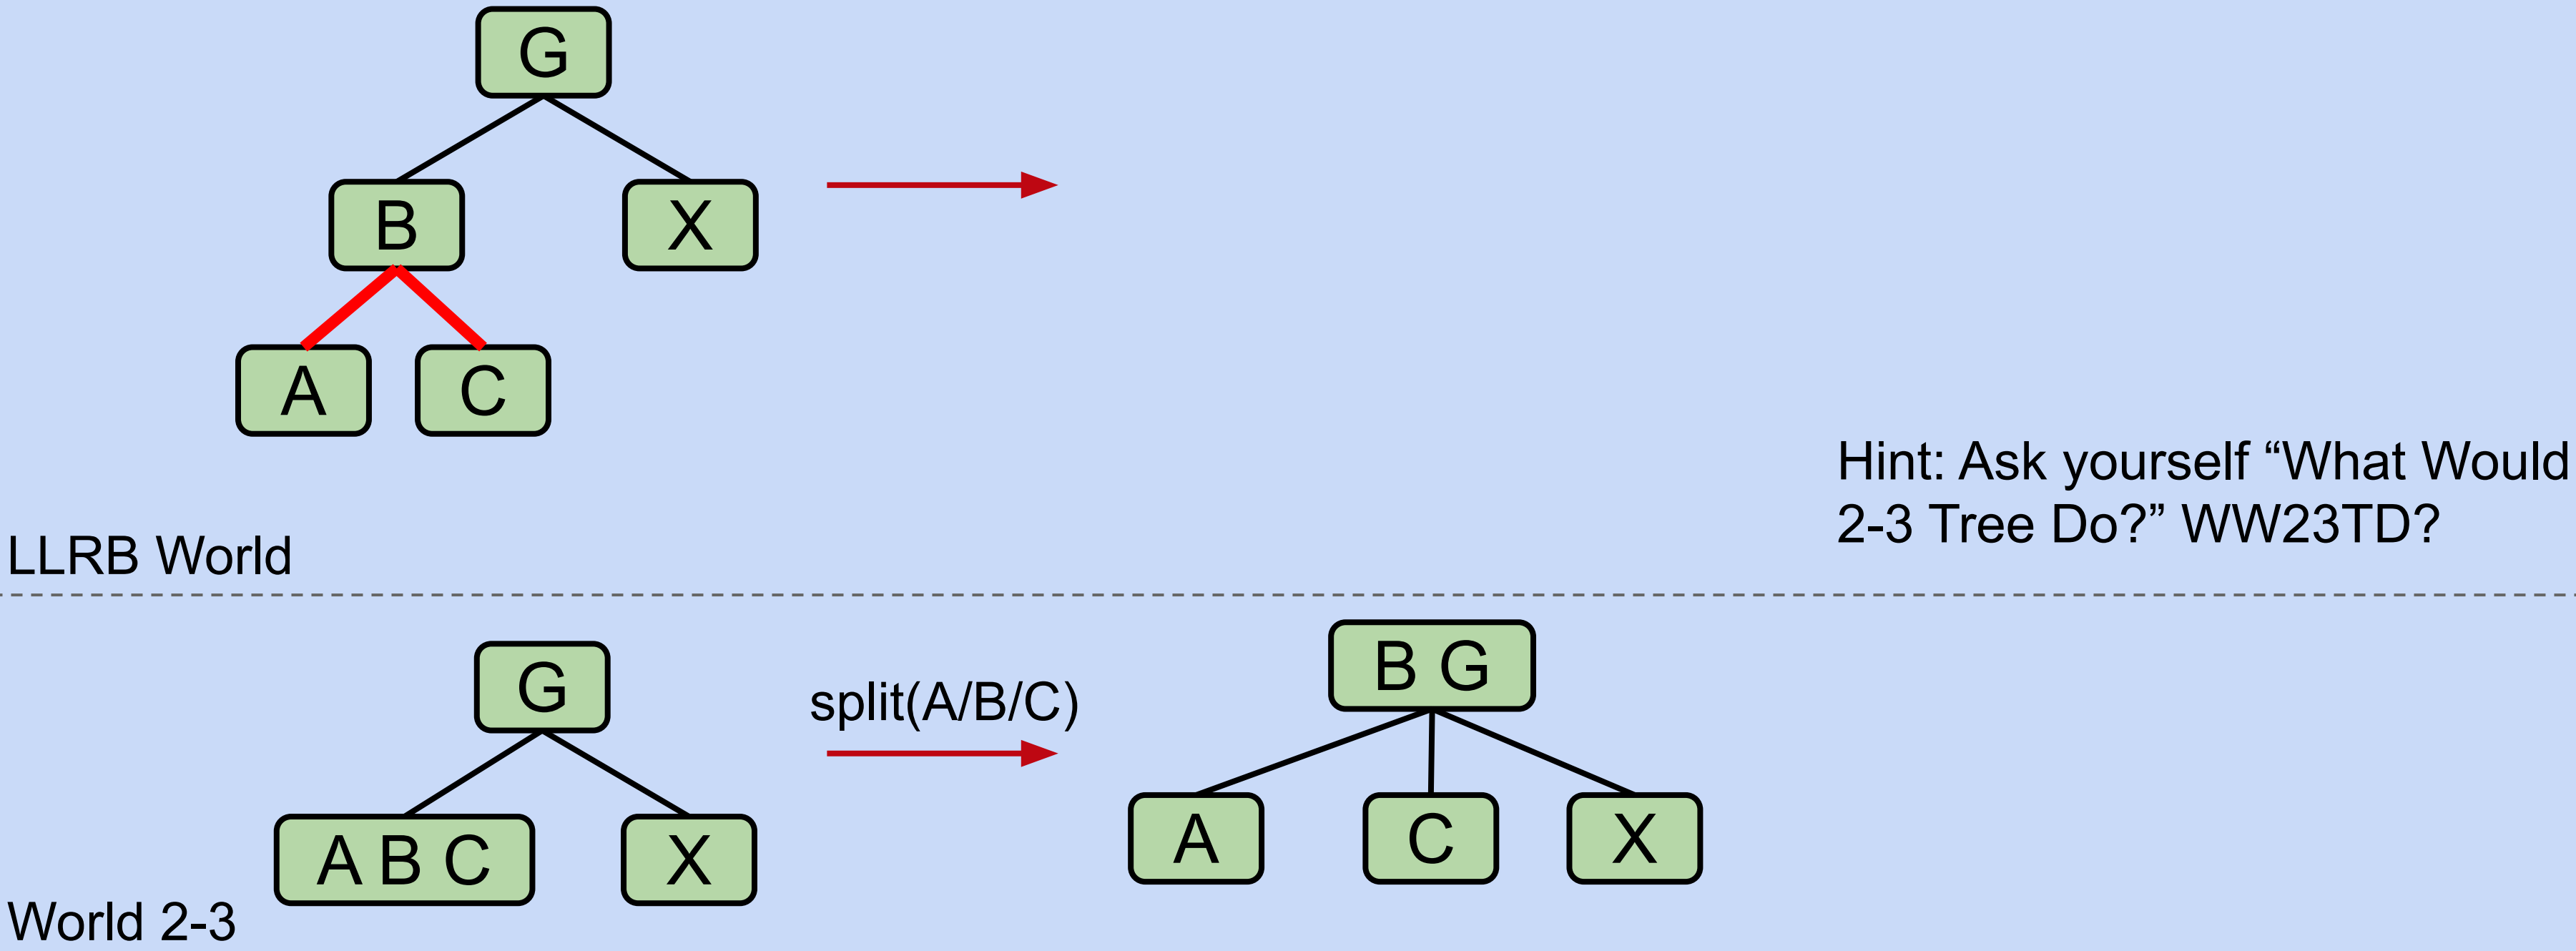 G
B
X
A
C
Hint: Ask yourself “What Would
2-3 Tree Do?” WW23TD?
LLRB World
G
split(A/B/C)
B G
A B C
X
A
C
X
World 2-3